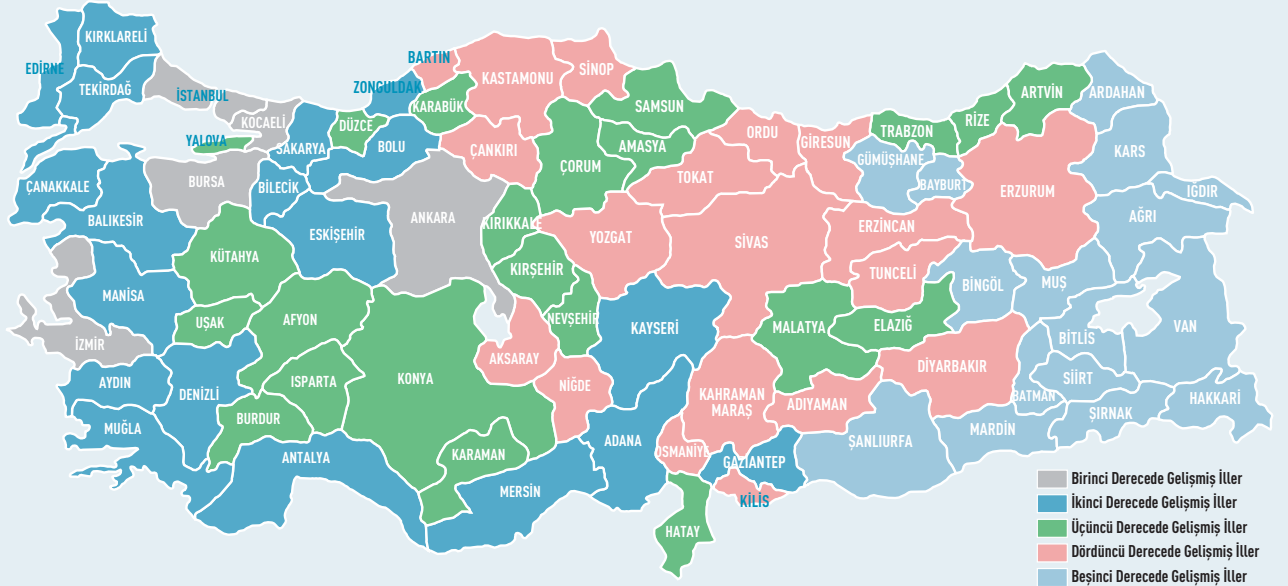 KIRKLARELİ
EDİRNE
TEKİRDAĞ
İSTANBUL
KOCAELİ
YALOVA
SAKARYA
DÜZCE
ZONGULDAK
BARTIN
KARABÜK
KASTAMONU
SİNOP
SAMSUN
BOLU
ÇANKIRI
ÇORUM
AMASYA
ORDU
GİRESUN
TRABZON
RİZE
ARTVİN
ARDAHAN
KARS
GÜMÜŞHANE
BAYBURT
ERZURUM
IĞDIR
AĞRI
ÇANAKKALE
BURSA
BİLECİK
BALIKESİR
ESKİŞEHİR
ANKARA
KIRIKKALE
TOKAT
YOZGAT
SİVAS
ERZİNCAN
TUNCELİ
KÜTAHYA
KIRŞEHİR
BİNGÖL
MUŞ
MANİSA
UŞAK
AFYON
NEVŞEHİR
KAYSERİ
MALATYA
ELAZIĞ
BİTLİS
VAN
İZMİR
AKSARAY
AYDIN
DENİZLİ
ISPARTA
KONYA
NİĞDE
KAHRAMAN
MARAŞ
ADIYAMAN
DİYARBAKIR
SİİRT
BATMAN
ŞIRNAK
HAKKARİ
MUĞLA
BURDUR
ANTALYA
KARAMAN
MERSİN
ADANA
OSMANİYE
GAZİANTEP
KİLİS
ŞANLIURFA
MARDİN
HATAY
Birinci Derecede Gelişmiş İller
İkinci Derecede Gelişmiş İller
Üçüncü Derecede Gelişmiş İller
Dördüncü Derecede Gelişmiş İller
Beşinci Derecede Gelişmiş İller